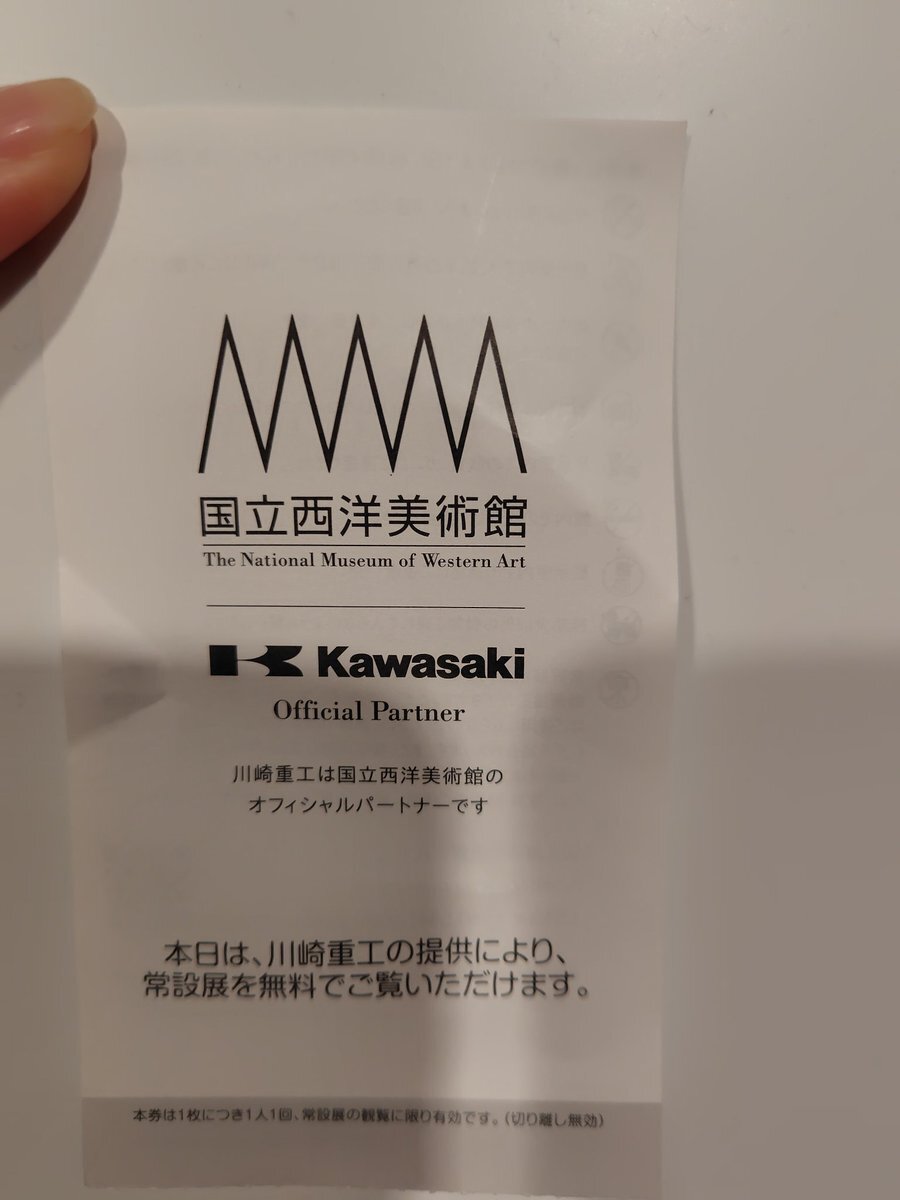 国立西洋美術館
The National Museum of Western Art
Kawasaki
Official Partner
川崎重工は国立西洋美術館の
オフィシャルパートナーです
本日は、川崎重工の提供により、
常設展を無料でご覧いただけます。
本券は1枚につき1人1回、常設展の観覧に限り有効です。(切り離し無効)